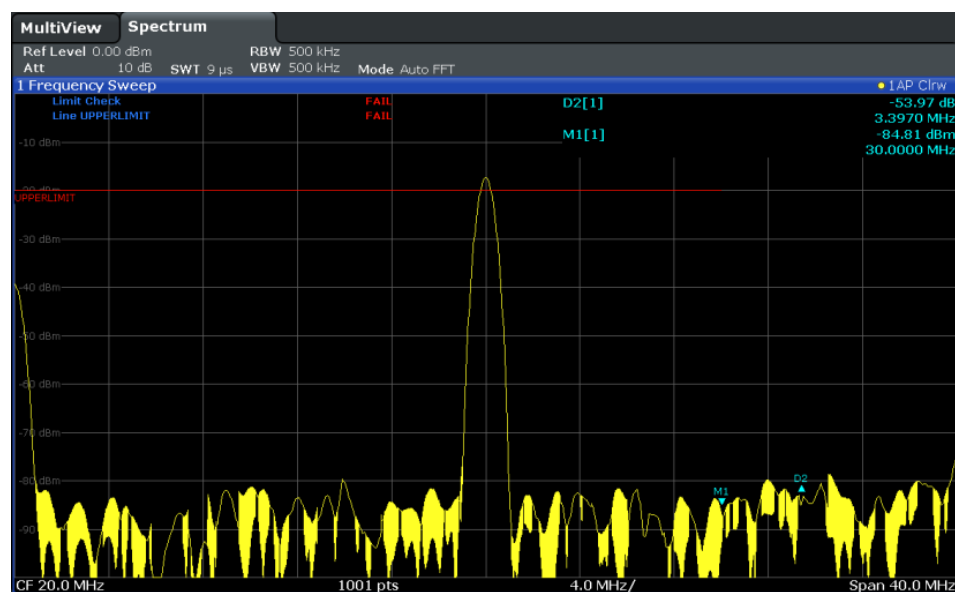 MultiView Spectrum
Ref Level 0.00 dBm RBW 500 kHz
Att 10 dB SWT 9 µs VBW 500 kHz Mode Auto FFT
1 Frequency Sweep 1AP Clrw
Limit Check FAIL D2[1] -53.97 dB
Line UPPERLIMIT FAIL 3.3970 MHz
M1[1] -84.81 dBm
-10 dBm
30.0000 MHz
-20 dBm
UPPERLIMIT
-30 dBm
-40 dBm
-50 dBm
-60 dBm
-70 dBm
-80 dBm
D2
M1
-90
CF 20.0 MHz 1001 pts 4.0 MHz/ Span 40.0 MHz